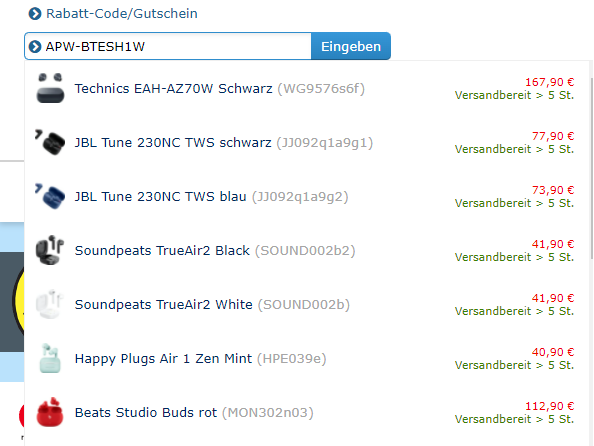 Rabatt-Code/Gutschein
APW-BTESH1W Eingeben
Technics EAH-AZ70W Schwarz (WG9576s6f) 167,90 €
Versandbereit > 5 St.
JBL Tune 230NC TWS schwarz (JJ092q1a9g1) 77,90 €
Versandbereit > 5 St.
JBL Tune 230NC TWS blau (JJ092q1a9g2) 73,90 €
Versandbereit > 5 St.
Soundpeats TrueAir2 Black (SOUND002b2) 41,90 €
Versandbereit > 5 St.
Soundpeats TrueAir2 White (SOUND002b) 41,90 €
Versandbereit > 5 St.
Happy Plugs Air 1 Zen Mint (HPE039e) 40,90 €
Versandbereit > 5 St.
Beats Studio Buds rot (MON302n03) 112,90 €
Versandbereit > 5 St.